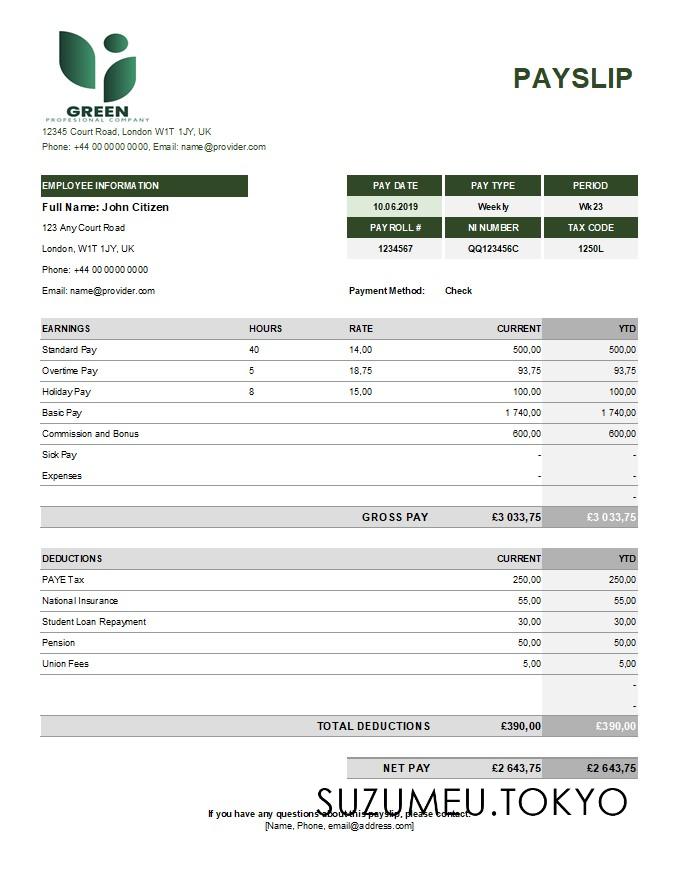 PAYSLIP
GREEN
PROFESIONAL COMPANY
12345 Court Road, London W1T 1JY, UK
Phone: +44 00 0000 0000, Email: name@provider.com
EMPLOYEE INFORMATION PAY DATE PAY TYPE PERIOD
Full Name: John Citizen 10.06.2019 Weekly Wk 23
123 Any Court Road PAYROLL # NI NUMBER TAX CODE
London, W1T 1JY, UK 1234567 QQ123456C 1250L
Phone: +44 00 0000 0000
Email: name@provider.com Payment Method: Check
EARNINGS HOURS RATE CURRENT YTD
Standard Pay 40 14,00 500,00 500,00
Overtime Pay 5 18,75 93,75 93,75
Holiday Pay 8 15,00 100,00 100,00
Basic Pay 1 740,00 1 740,00
Commission and Bonus 600,00 600,00
Sick Pay - -
Expenses - -
-
GROSS PAY £3 033,75 £3 033,75
DEDUCTIONS CURRENT YTD
PAYE Tax 250,00 250,00
National Insurance 55,00 55,00
Student Loan Repayment 30,00 30,00
Pension 50,00 50,00
Union Fees 5,00 5,00
-
-
TOTAL DEDUCTIONS £390,00 £390,00
NET PAY £2 643,75 £2 643,75
SUZUMEU.TOKYO
If you have any questions about this payslip, please contact:
[Name, Phone, email@address.com]